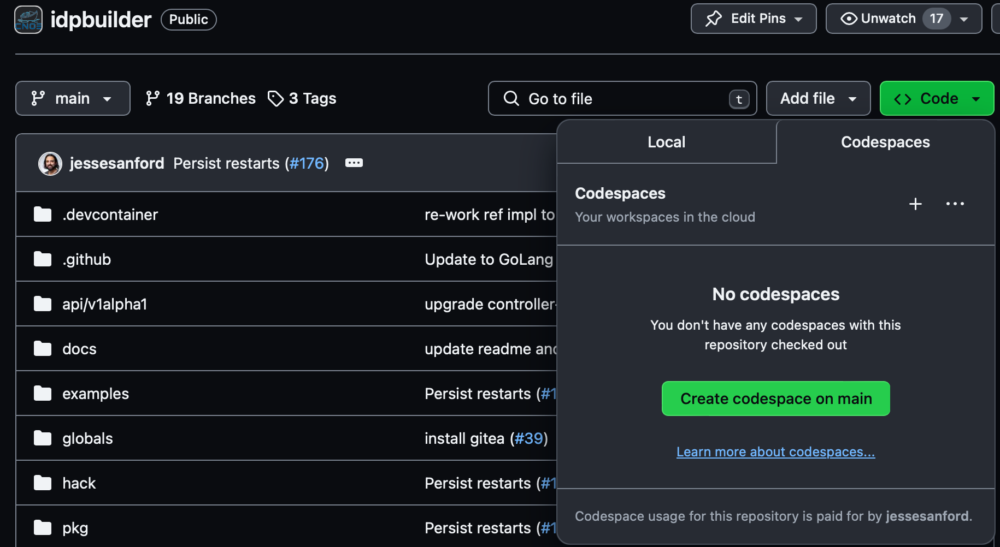 CNOE
idpbuilder Public
Edit Pins
Unwatch 17
main
19 Branches
3 Tags
Go to file t
Add file
Code
Local
Codespaces
jessesanford Persist restarts (#176)
Codespaces
Your workspaces in the cloud
.devcontainer re-work ref impl to
.github Update to GoLang
api/v1alpha1 upgrade controller-
No codespaces
You don't have any codespaces with this
repository checked out
docs update readme and
examples Persist restarts (#1
Create codespace on main
globals install gitea (#39)
Learn more about codespaces...
hack Persist restarts (#1
Codespace usage for this repository is paid for by jessesanford.
pkg Persist restarts (#1